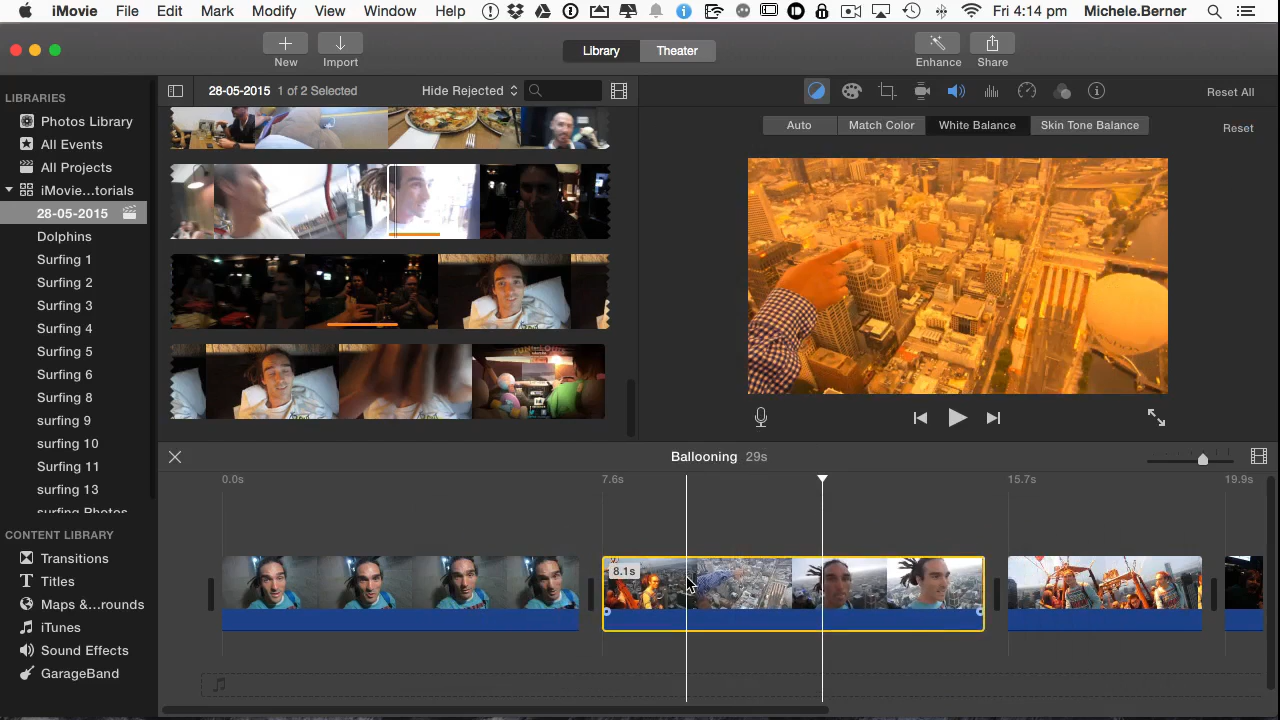 iMovie File Edit Mark Modify View Window Help Fri 4:14 pm Michele.Berner
Library Theater
New Import Enhance Share
LIBRARIES
Photos Library
All Events
All Projects
iMovie...torials
28-05-2015
Dolphins
Surfing 1
Surfing 2
Surfing 3
Surfing 4
Surfing 5
Surfing 6
Surfing 8
surfing 9
surfing 10
Surfing 11
surfing 13
surfing Photos
CONTENT LIBRARY
Transitions
Titles
Maps &...rounds
iTunes
Sound Effects
GarageBand
28-05-2015 1 of 2 Selected Hide Rejected
Reset All
Auto Match Color White Balance Skin Tone Balance Reset
Ballooning 29s
0.0s 7.6s 15.7s 19.9s
8.1s